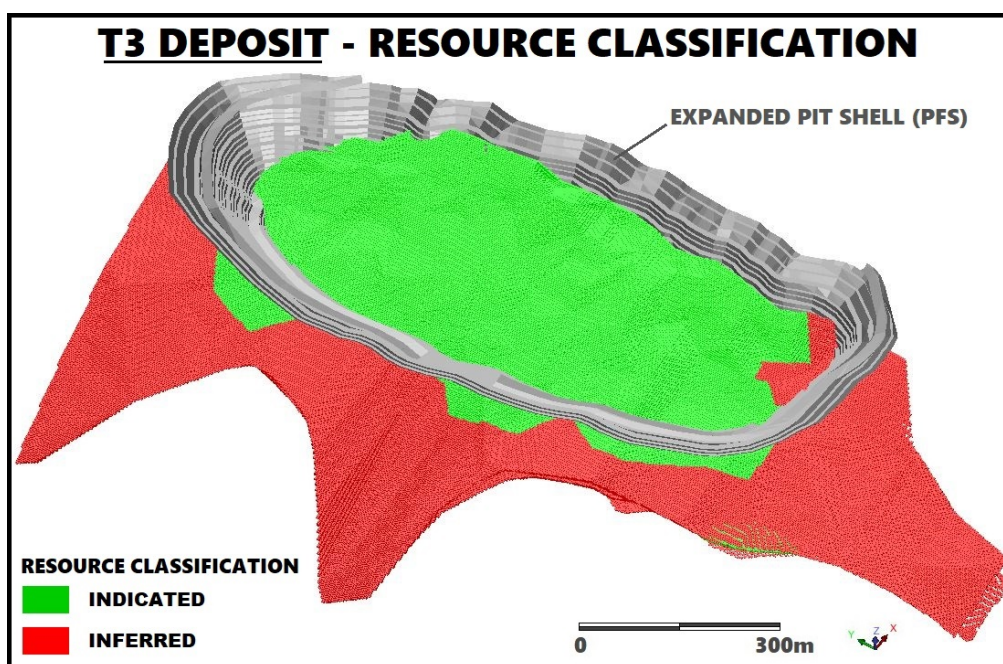 T3 DEPOSIT - RESOURCE CLASSIFICATION
EXPANDED PIT SHELL (PFS)
RESOURCE CLASSIFICATION
INDICATED
INFERRED
0 300m
Y Z X